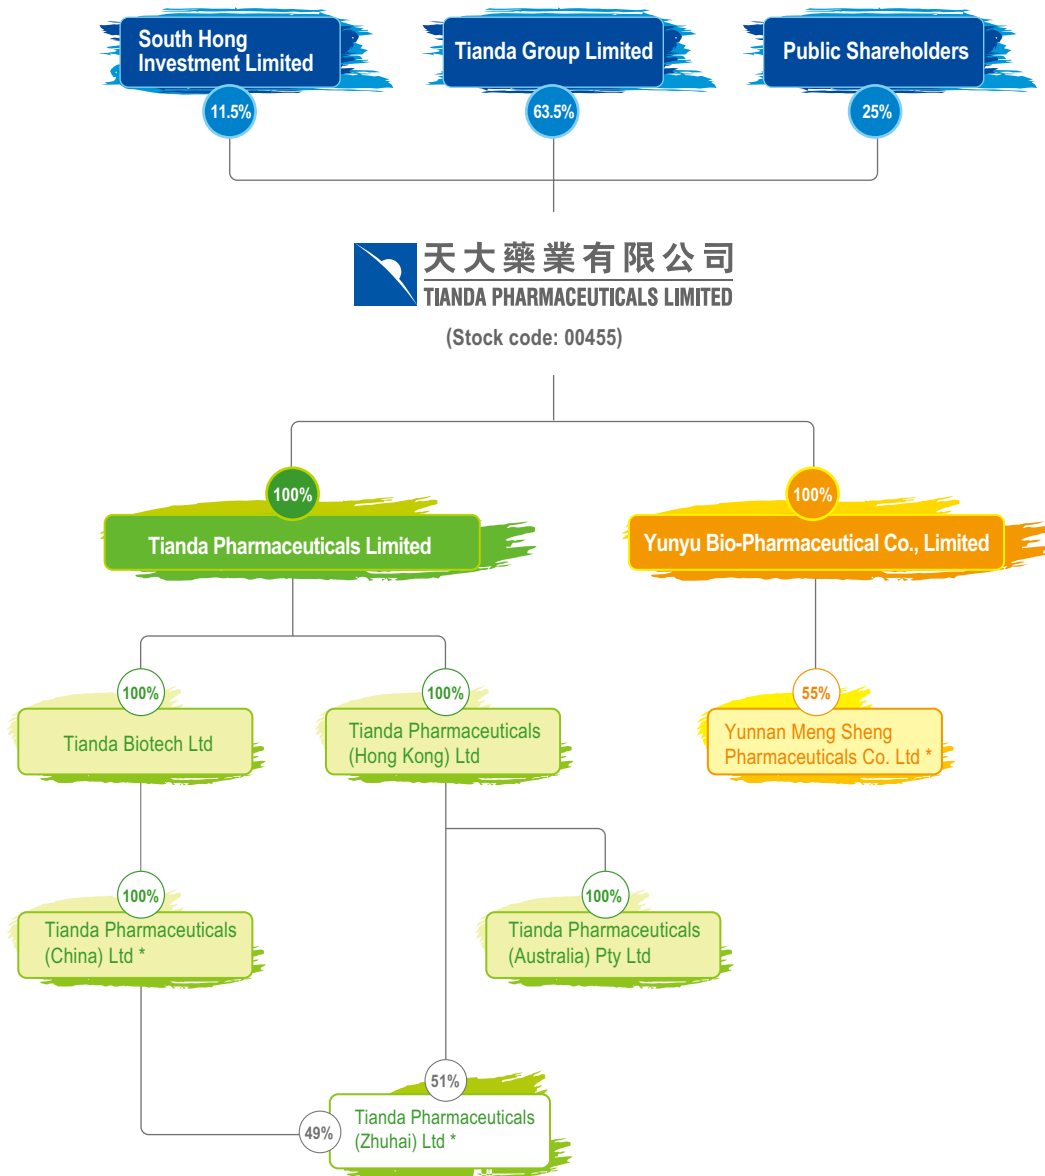 South Hong
Investment Limited
Tianda Group Limited
Public Shareholders
11.5%
63.5%
25%
天大藥業有限公司
TIANDA PHARMACEUTICALS LIMITED
(Stock code: 00455)
100%
100%
Tianda Pharmaceuticals Limited
Yunyu Bio-Pharmaceutical Co., Limited
100%
100%
55%
Tianda Biotech Ltd
Tianda Pharmaceuticals
(Hong Kong) Ltd
Yunnan Meng Sheng
Pharmaceuticals Co. Ltd *
100%
100%
Tianda Pharmaceuticals
(China) Ltd *
Tianda Pharmaceuticals
(Australia) Pty Ltd
51%
49%
Tianda Pharmaceuticals
(Zhuhai) Ltd *